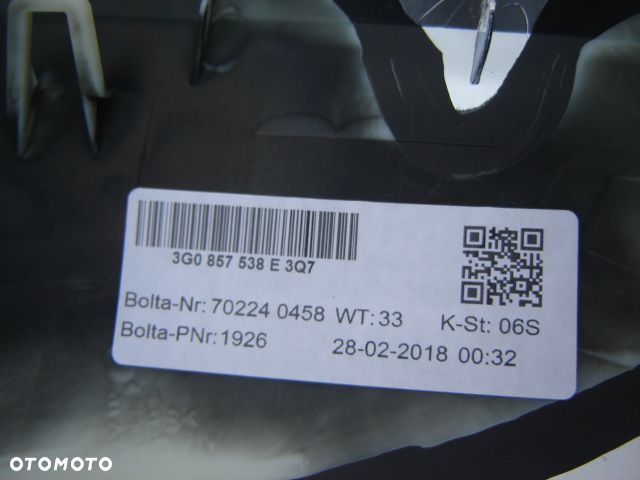 3G0 857 538 E 3Q7
Bolta-Nr: 70224 0458 WT: 33 K-St: 06S
Bolta-PNr: 1926 28-02-2018 00:32
OTOMOTO